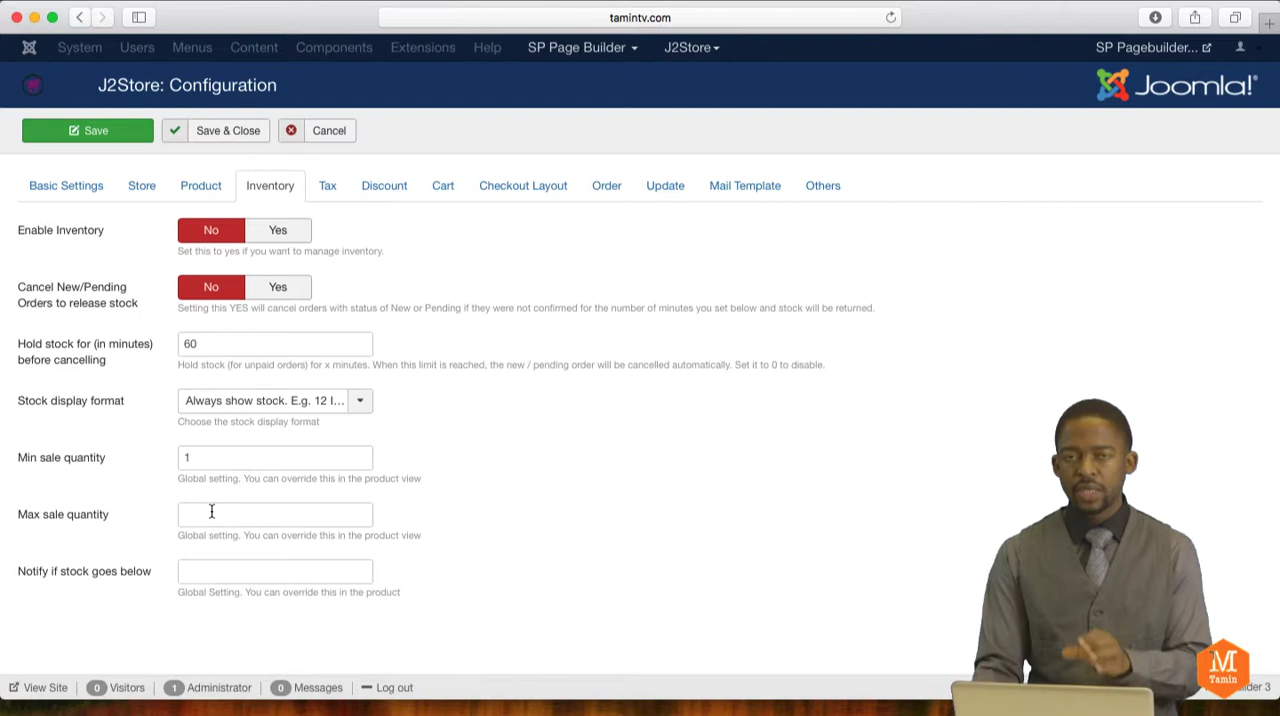 tamintv.com
System Users Menus Content Components Extensions Help SP Page Builder J2Store SP Pagebuilder...
J2Store: Configuration
Joomla!®
Save Save & Close Cancel
Basic Settings Store Product Inventory Tax Discount Cart Checkout Layout Order Update Mail Template Others
Enable Inventory No Yes
Set this to yes if you want to manage inventory.
Cancel New/Pending
Orders to release stock
No Yes
Setting this YES will cancel orders with status of New or Pending if they were not confirmed for the number of minutes you set below and stock will be returned.
Hold stock for (in minutes)
before cancelling
60
Hold stock (for unpaid orders) for x minutes. When this limit is reached, the new / pending order will be cancelled automatically. Set it to 0 to disable.
Stock display format Always show stock. E.g. 12 I...
Choose the stock display format
Min sale quantity 1
Global setting. You can override this in the product view
Max sale quantity
Global setting. You can override this in the product view
Notify if stock goes below
Global Setting. You can override this in the product
M
Tamin
View Site 0 Visitors 1 Administrator 0 Messages Log out
3